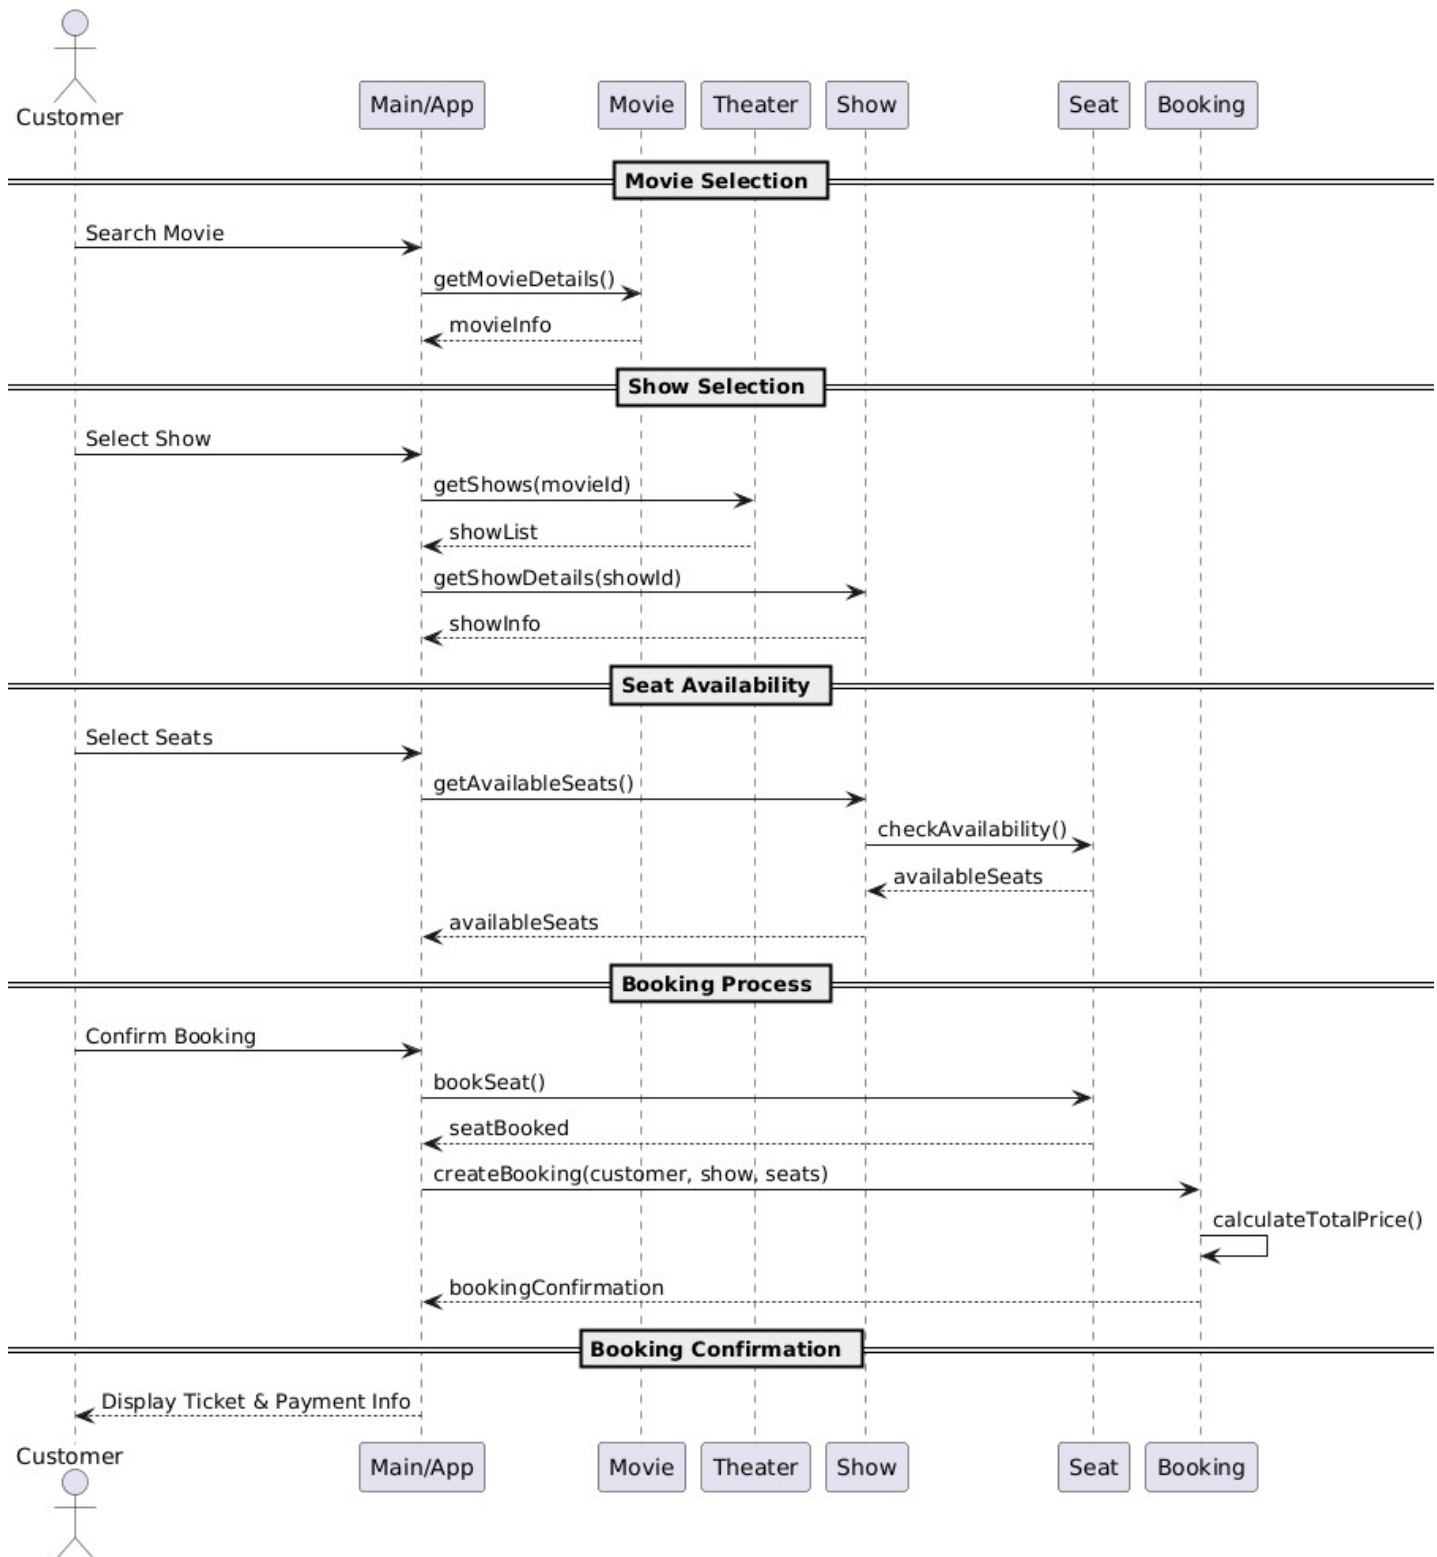 Customer
Main/App
Movie
Theater
Show
Seat
Booking
Movie Selection
Search Movie
getMovieDetails()
movieInfo
Show Selection
Select Show
getShows(movieId)
showList
getShowDetails(showId)
showInfo
Seat Availability
Select Seats
getAvailableSeats()
checkAvailability()
availableSeats
availableSeats
Booking Process
Confirm Booking
bookSeat()
seatBooked
createBooking(customer, show, seats)
calculateTotalPrice()
bookingConfirmation
Booking Confirmation
Display Ticket & Payment Info
Customer
Main/App
Movie
Theater
Show
Seat
Booking